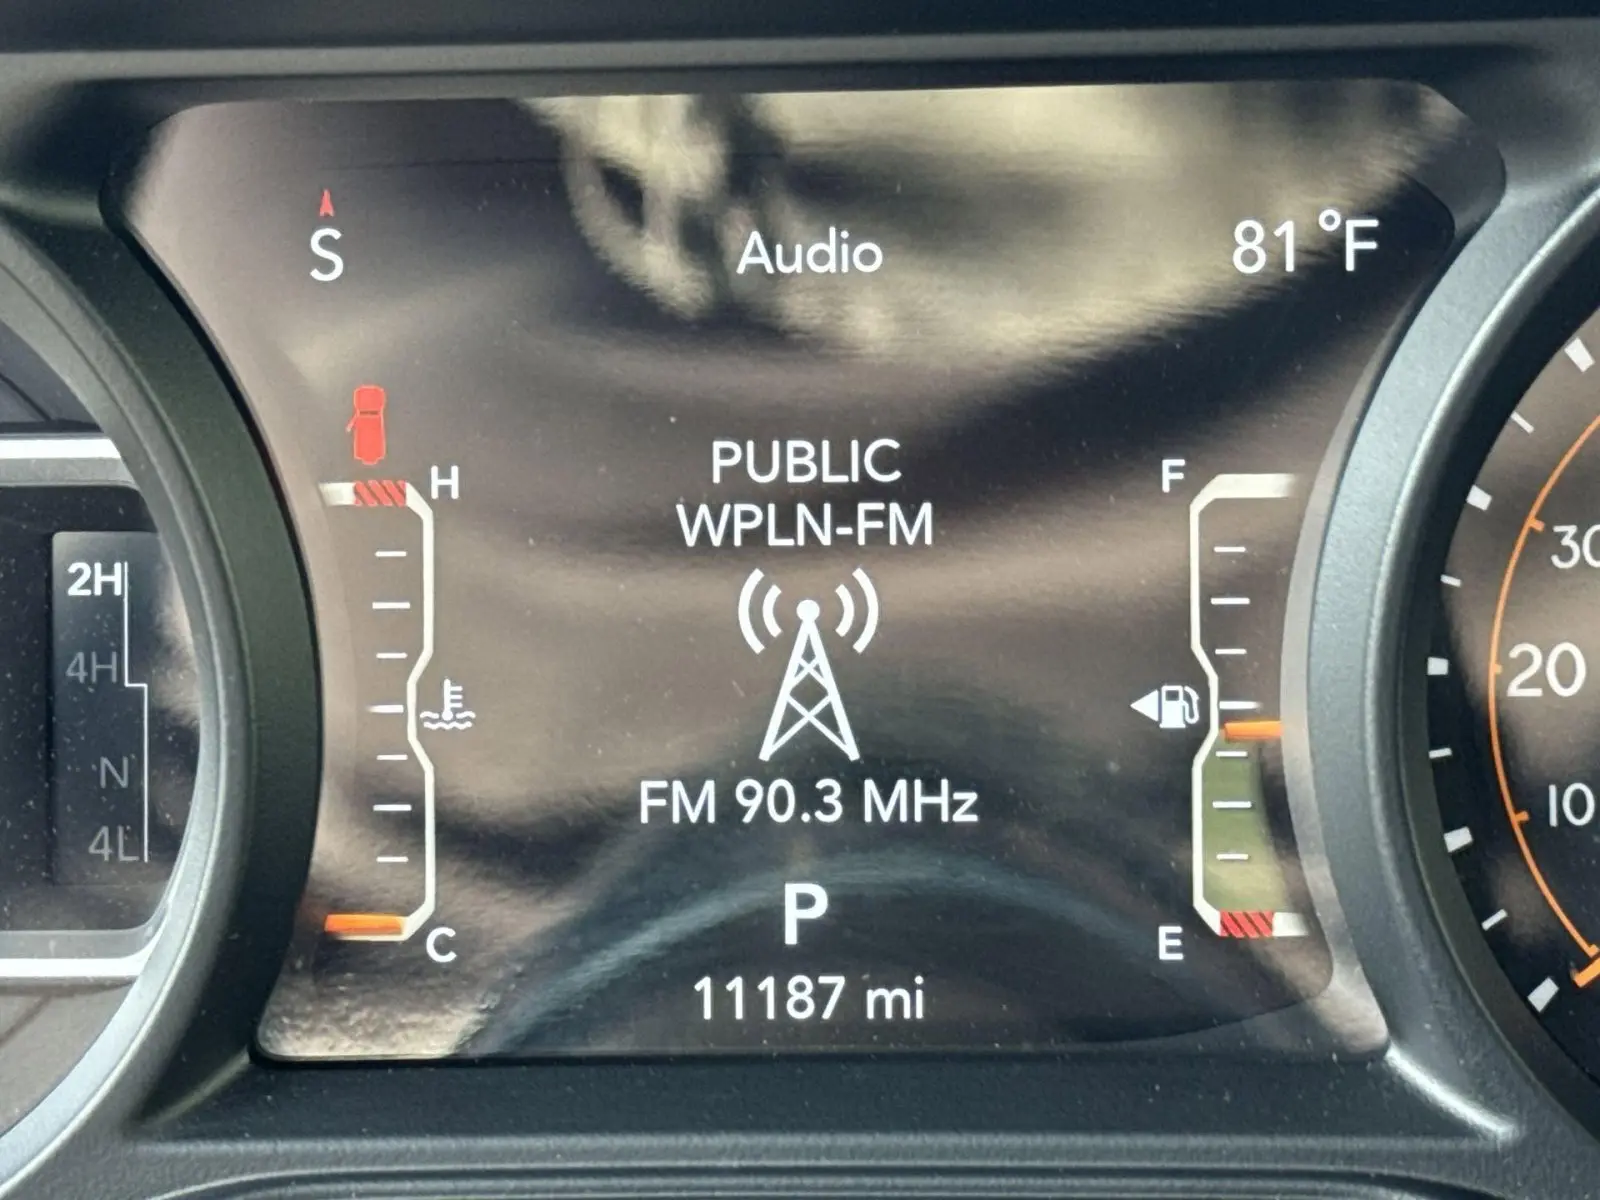 S
Audio
81°F
PUBLIC
WPLN-FM
H
F
2H
4H
N
4L
30
20
10
FM 90.3 MHz
P
C
E
11187 mi